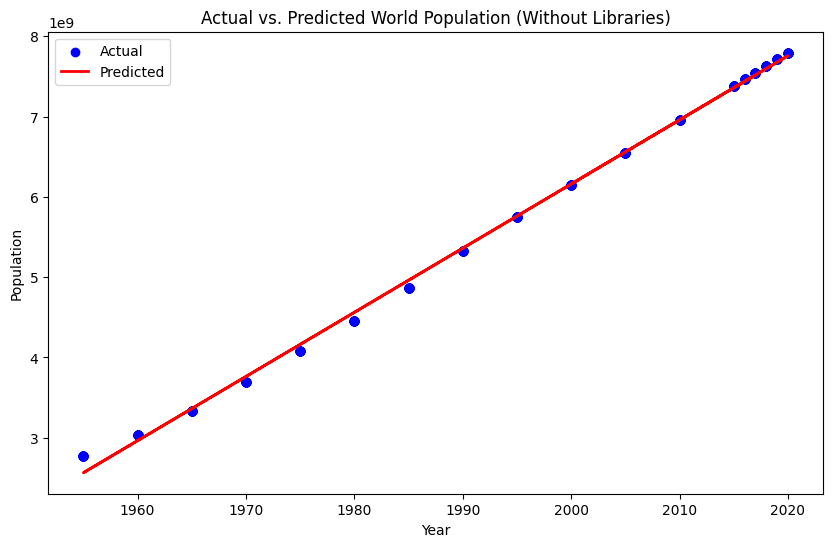 Actual vs. Predicted World Population (Without Libraries)
1e9
Actual
Predicted
8
7
6
5
4
3
Population
1960 1970 1980 1990 2000 2010 2020
Year